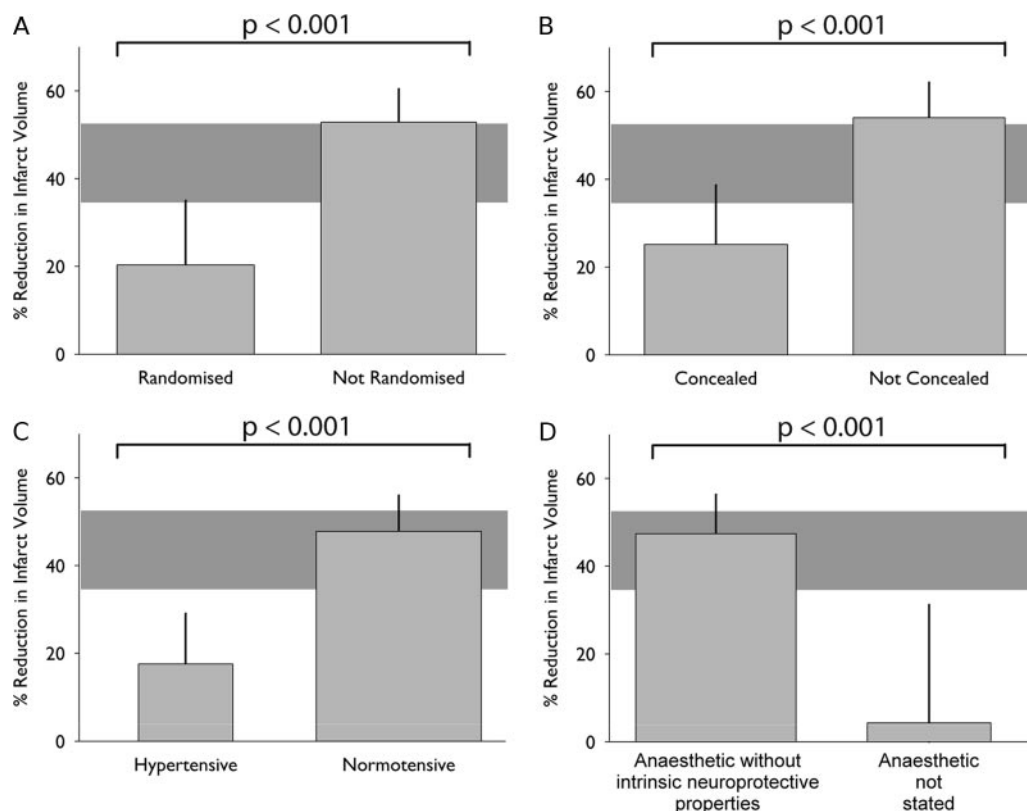 A
p < 0.001
% Reduction in Infarct Volume
60
40
20
0
Randomised
Not Randomised
B
p < 0.001
% Reduction in Infarct Volume
60
40
20
0
Concealed
Not Concealed
C
p < 0.001
% Reduction in Infarct Volume
60
40
20
0
Hypertensive
Normotensive
D
p < 0.001
% Reduction in Infarct Volume
60
40
20
0
Anaesthetic without
intrinsic neuroprotective
properties
Anaesthetic
not
stated